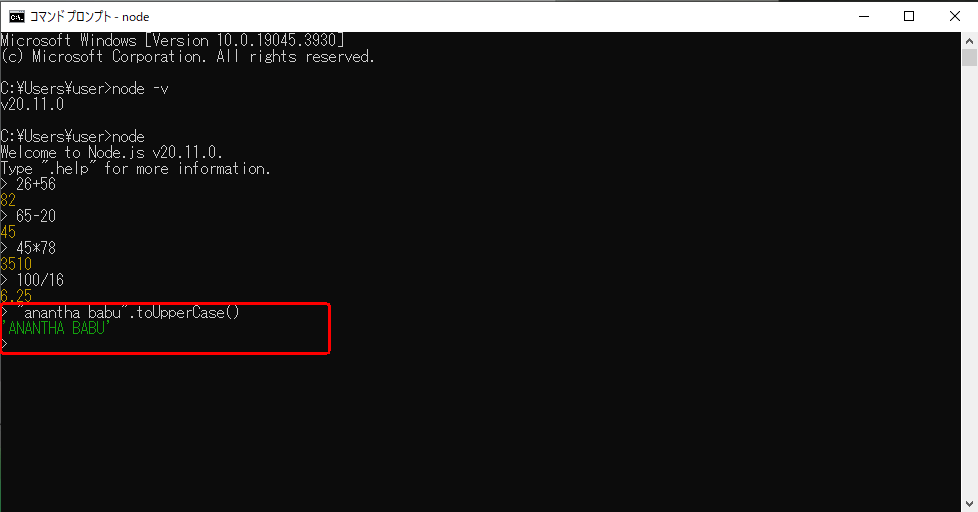 コマンド プロンプト - node
Microsoft Windows [Version 10.0.19045.3930]
(c) Microsoft Corporation. All rights reserved.
C:¥Users¥user>node -v
v20.11.0
C:¥Users¥user>node
Welcome to Node.js v20.11.0.
Type ".help" for more information.
> 26+56
82
> 65-20
45
> 45*78
3510
> 100/16
6.25
> "anantha babu".toUpperCase()
'ANANTHA BABU'
>